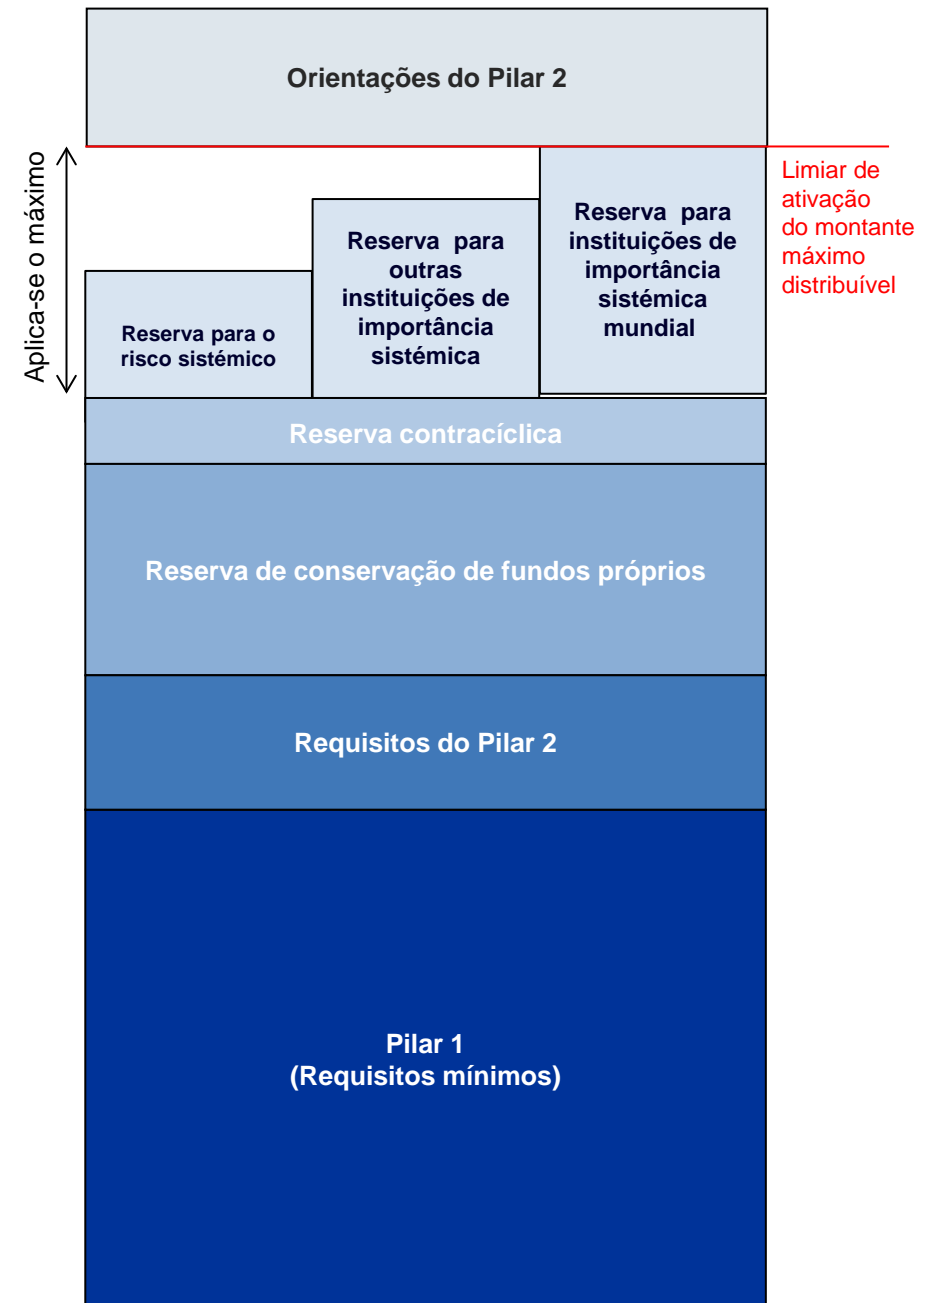 Orientações do Pilar 2
Aplica-se o máximo
Limiar de
ativação
do montante
máximo
distribuível
Reserva para o
risco sistémico
Reserva para
outras
instituições de
importância
sistémica
Reserva para
instituições de
importância
sistémica
mundial
Reserva contracíclica
Reserva de conservação de fundos próprios
Requisitos do Pilar 2
Pilar 1
(Requisitos mínimos)